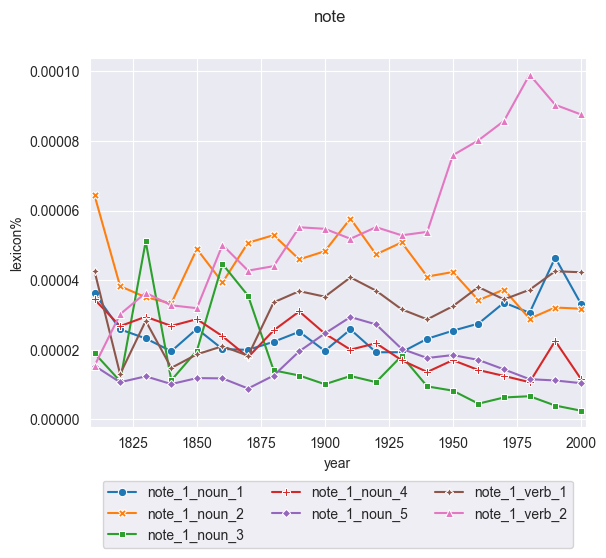 note
0.00010
0.00008
0.00006
0.00004
0.00002
0.00000
lexicon%
1825 1850 1875 1900 1925 1950 1975 2000
year
note_1_noun_1 note_1_noun_4 note_1_verb_1
note_1_noun_2 note_1_noun_5 note_1_verb_2
note_1_noun_3